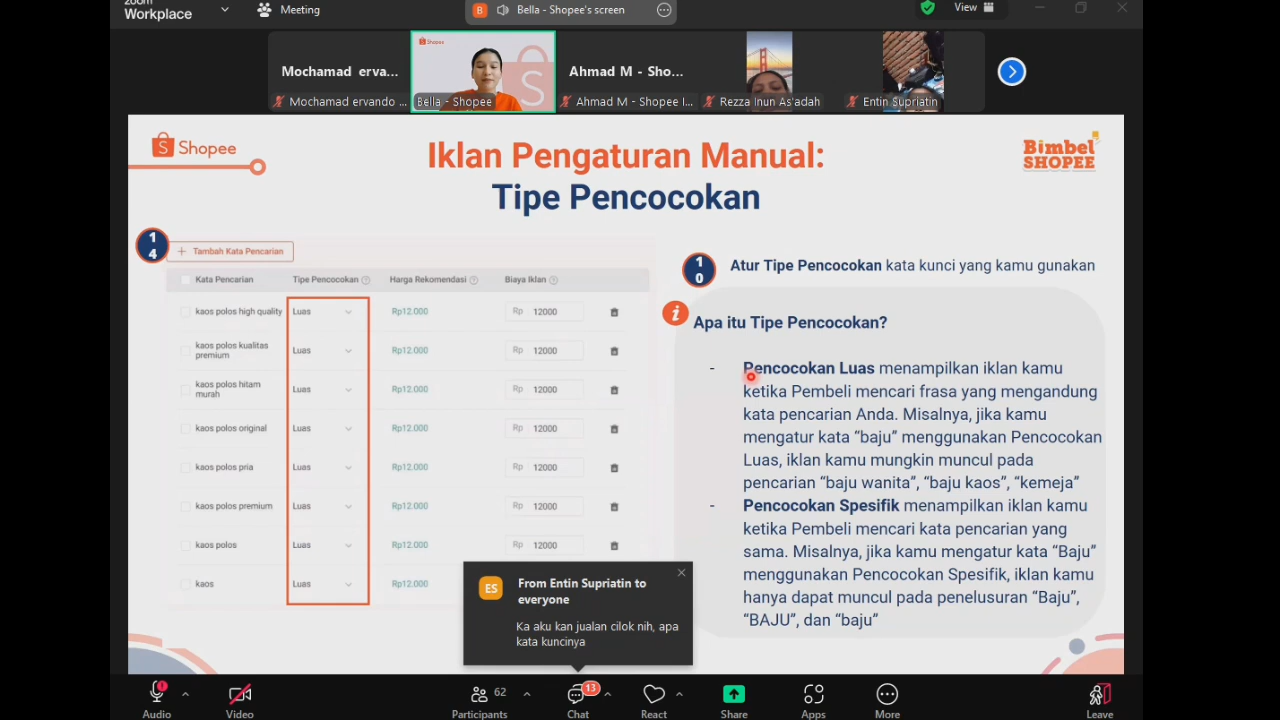 zoom
Workplace
Meeting
B
Bella - Shopee's screen
View
Mochamad erva...
Mochamad ervando ...
Shopee
Bella - Shopee
Ahmad M - Sho...
Ahmad M - Shopee I...
Rezza Inun As'adah
Entin Supriatin
Shopee
Iklan Pengaturan Manual:
Tipe Pencocokan
Bimbel
SHOPEE
14
+ Tambah Kata Pencarian
Kata Pencarian Tipe Pencocokan Harga Rekomendasi Biaya Iklan
kaos polos high quality Luas Rp12.000 Rp 12000
kaos polos kualitas
premium Luas Rp12.000 Rp 12000
kaos polos hitam
murah Luas Rp12.000 Rp 12000
kaos polos original Luas Rp12.000 Rp 12000
kaos polos pria Luas Rp12.000 Rp 12000
kaos polos premium Luas Rp12.000 Rp 12000
kaos polos Luas Rp12.000 Rp 12000
kaos Luas Rp12.000
10
Atur Tipe Pencocokan kata kunci yang kamu gunakan
i
Apa itu Tipe Pencocokan?
- Pencocokan Luas menampilkan iklan kamu
ketika Pembeli mencari frasa yang mengandung
kata pencarian Anda. Misalnya, jika kamu
mengatur kata “baju” menggunakan Pencocokan
Luas, iklan kamu mungkin muncul pada
pencarian “baju wanita”, “baju kaos”, “kemeja”
- Pencocokan Spesifik menampilkan iklan kamu
ketika Pembeli mencari kata pencarian yang
sama. Misalnya, jika kamu mengatur kata “Baju”
menggunakan Pencocokan Spesifik, iklan kamu
hanya dapat muncul pada penelusuran “Baju”,
“BAJU”, dan “baju”
ES
From Entin Supriatin to
everyone
Ka aku kan jualan cilok nih, apa
kata kuncinya
Audio
Video
62
Participants
13
Chat
React
Share
Apps
More
Leave